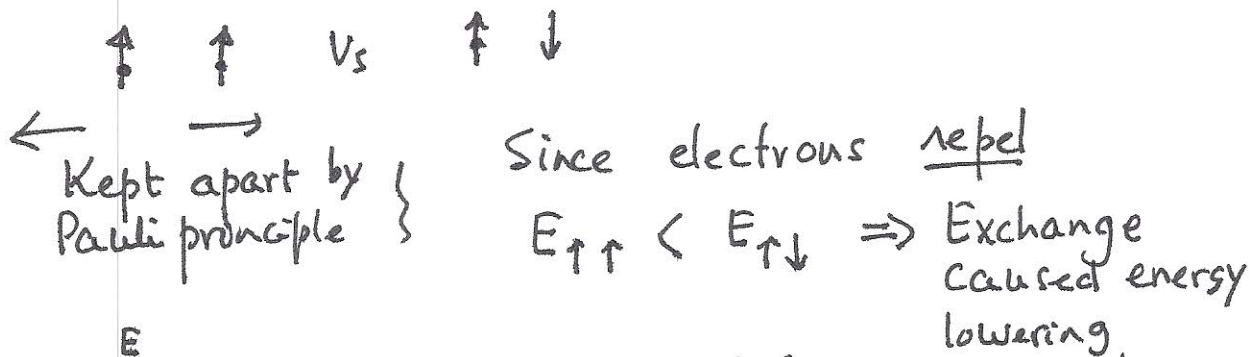 ↑ ↑ Vs ↑ ↓
← →
Kept apart by } Since electrons repel
Pauli principle E↑↑ < E↑↓ ⇒ Exchange
caused energy
lowering
E